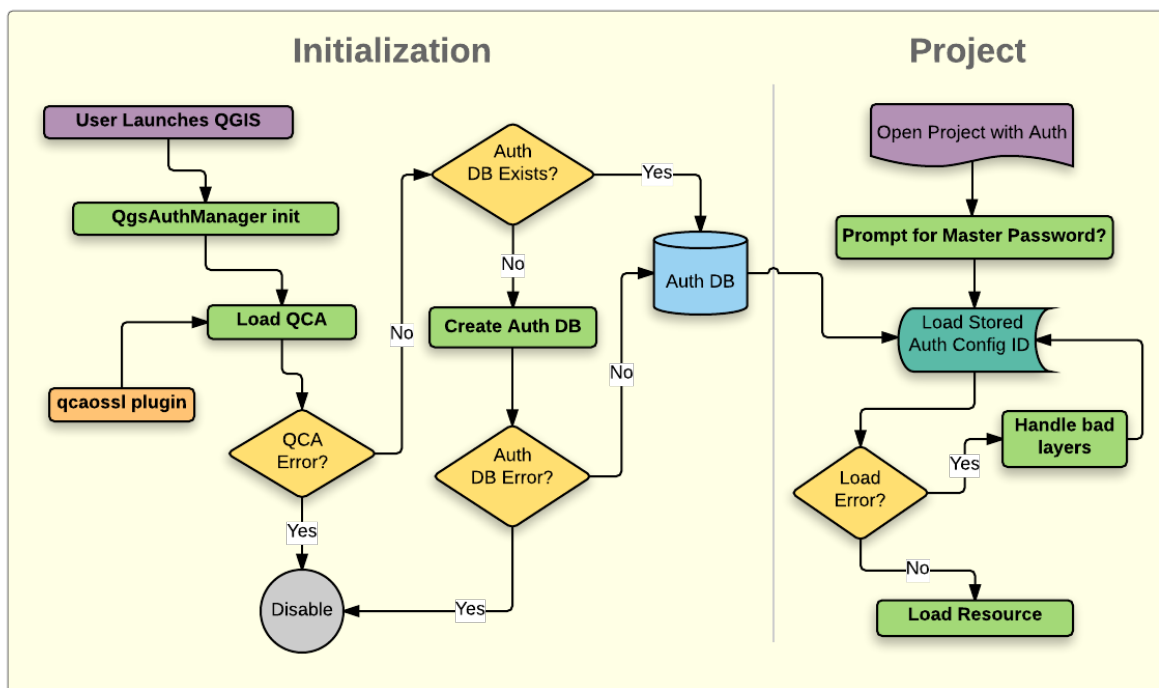 Initialization
User Launches QGIS
QgsAuthManager init
Load QCA
qcaossl plugin
QCA
Error?
Yes
Disable
No
Auth
DB Exists?
Yes
No
Create Auth DB
Auth
DB Error?
Yes
No
Auth DB
Project
Open Project with Auth
Prompt for Master Password?
Load Stored
Auth Config ID
Handle bad
layers
Load
Error?
Yes
No
Load Resource